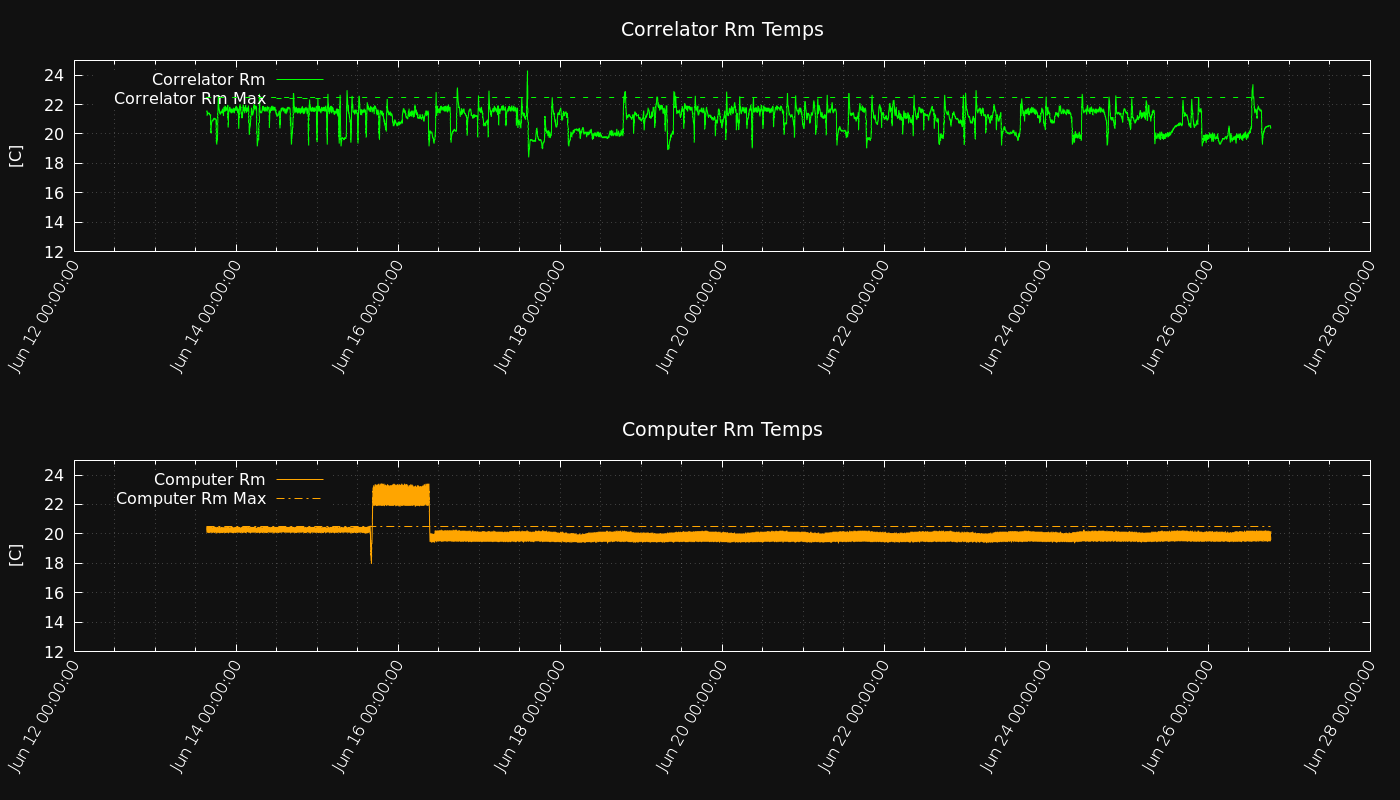 Correlator Rm Temps
Correlator Rm
Correlator Rm Max
24
22
20
18
16
14
12
[C]
Jun 12 00:00:00
Jun 14 00:00:00
Jun 16 00:00:00
Jun 18 00:00:00
Jun 20 00:00:00
Jun 22 00:00:00
Jun 24 00:00:00
Jun 26 00:00:00
Jun 28 00:00:00
Computer Rm Temps
Computer Rm
Computer Rm Max
24
22
20
18
16
14
12
[C]
Jun 12 00:00:00
Jun 14 00:00:00
Jun 16 00:00:00
Jun 18 00:00:00
Jun 20 00:00:00
Jun 22 00:00:00
Jun 24 00:00:00
Jun 26 00:00:00
Jun 28 00:00:00